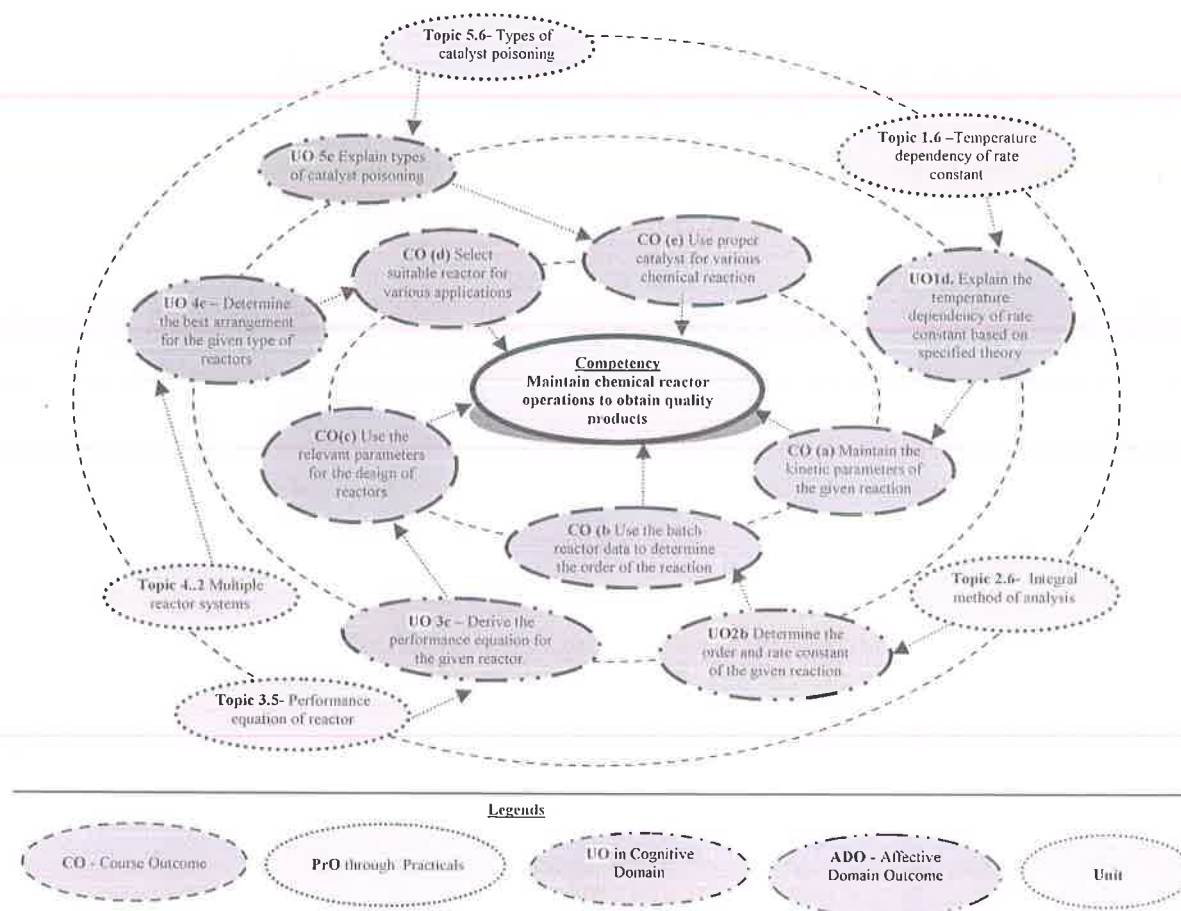 Topic 5.6- Types of
catalyst poisoning
Topic 1.6 –Temperature
dependency of rate
constant
UO 5e Explain types
of catalyst poisoning
CO (e) Use proper
catalyst for various
chemical reaction
CO (d) Select
suitable reactor for
various applications
UO1d. Explain the
temperature
dependency of rate
constant based on
specified theory
UO 4c – Determine
the best arrangement
for the given type of
reactors
Competency
Maintain chemical reactor
operations to obtain quality
products
CO(c) Use the
relevant parameters
for the design of
reactors
CO (a) Maintain the
kinetic parameters of
the given reaction
CO (b Use the batch
reactor data to determine
the order of the reaction
Topic 4..2 Multiple
reactor systems
Topic 2.6- Integral
method of analysis
UO 3c – Derive the
performance equation for
the given reactor.
UO2b Determine the
order and rate constant
of the given reaction
Topic 3.5- Performance
equation of reactor
Legends
CO - Course Outcome
PrO through Practicals
UO in Cognitive
Domain
ADO - Affective
Domain Outcome
Unit